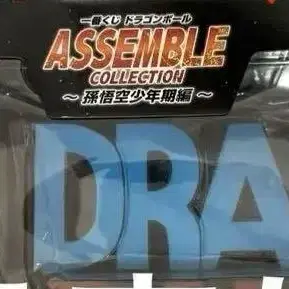 一番くじ ドラゴンボール
ASSEMBLE
COLLECTION
～ 孫悟空少年期編 ～
DRA